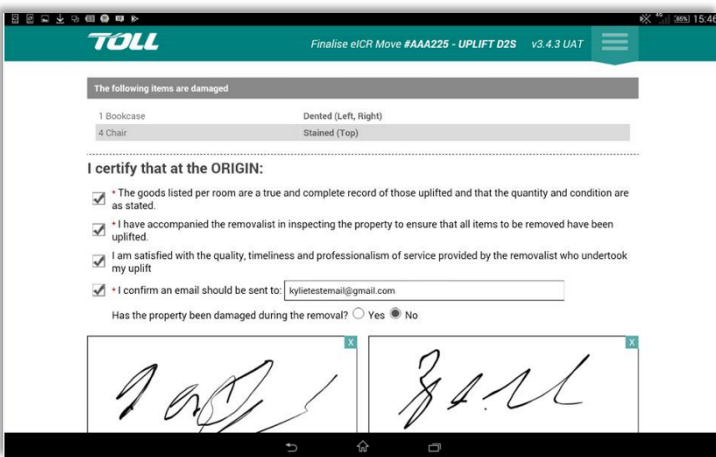 4G 85% 15:46
TOLL Finalise eICR Move #AAA225 - UPLIFT D2S v3.4.3 UAT
The following items are damaged
1 Bookcase Dented (Left, Right)
4 Chair Stained (Top)
I certify that at the ORIGIN:
* The goods listed per room are a true and complete record of those uplifted and that the quantity and condition are
as stated.
* I have accompanied the removalist in inspecting the property to ensure that all items to be removed have been
uplifted.
I am satisfied with the quality, timeliness and professionalism of service provided by the removalist who undertook
my uplift
* I confirm an email should be sent to: kylietestemail@gmail.com
Has the property been damaged during the removal? Yes No
X X